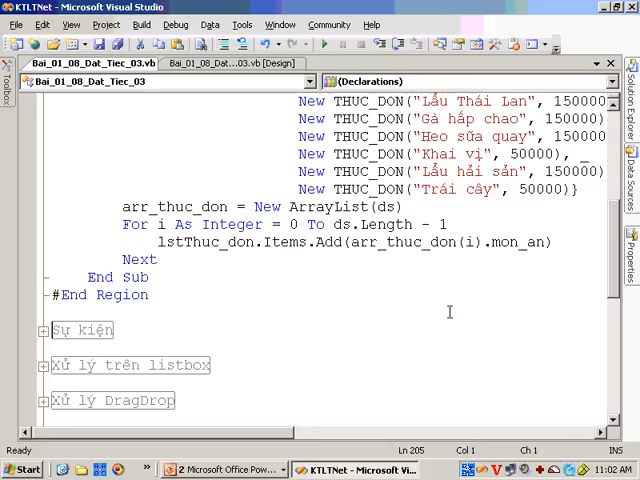 KTLTNet - Microsoft Visual Studio
File Edit View Project Build Debug Data Tools Window Community Help
Bai_01_08_Dat_Tiec_03.vb Bai_01_08_Dat...03.vb [Design]
Bai_01_08_Dat_Tiec_03 (Declarations)
New THUC_DON("Lẩu Thái Lan", 150000
New THUC_DON("Gà hấp chao", 150000)
New THUC_DON("Heo sữa quay", 150000
New THUC_DON("Khai vị", 50000), _
New THUC_DON("Lẩu hải sản", 150000)
New THUC_DON("Trái cây", 50000)}
arr_thuc_don = New ArrayList(ds)
For i As Integer = 0 To ds.Length - 1
lstThuc_don.Items.Add(arr_thuc_don(i).mon_an)
Next
End Sub
#End Region
Sự kiện
Xử lý trên listbox
Xử lý DragDrop
Toolbox
Solution Explorer
Data Sources
Properties
Ready Ln 205 Col 1 Ch 1 INS
Start 2 Microsoft Office Pow... KTLTNet - Microsoft Vi... 11:02 AM